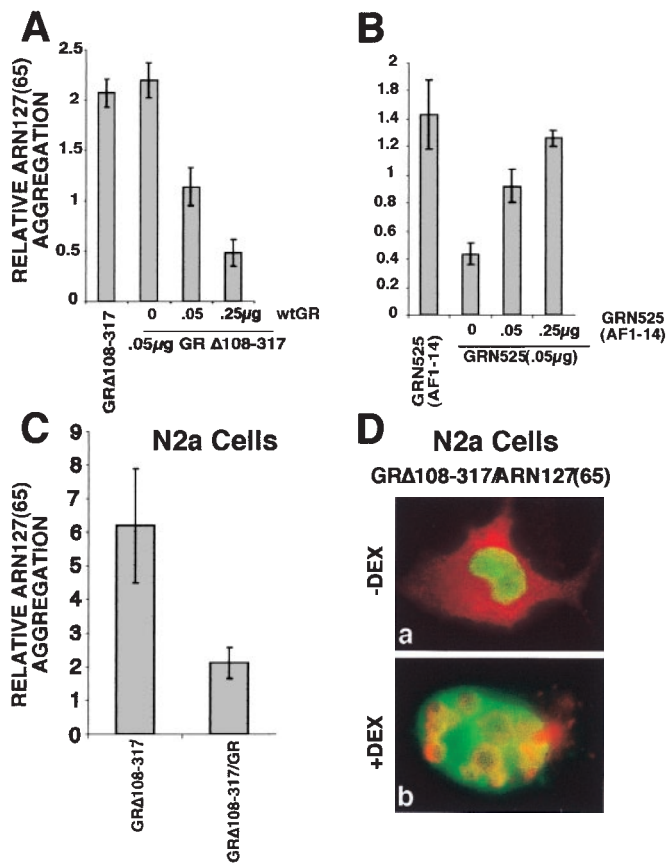 A
RELATIVE ARN127(65)
AGGREGATION
2.5
2
1.5
1
0.5
0
GRΔ108-317
0 .05 .25µg wtGR
.05µg GR Δ108-317
B
2
1.8
1.4
1.2
1
0.8
0.6
0.4
0.2
0
GRN525
(AF1-14)
0 .05 .25µg
GRN525(.05µg)
GRN525
(AF1-14)
C
N2a Cells
RELATIVE ARN127(65)
AGGREGATION
9
8
7
6
5
4
3
2
1
0
GRΔ108-317
GRΔ108-317/GR
D
N2a Cells
GRΔ108-317/ARN127(65)
-DEX
a
+DEX
b